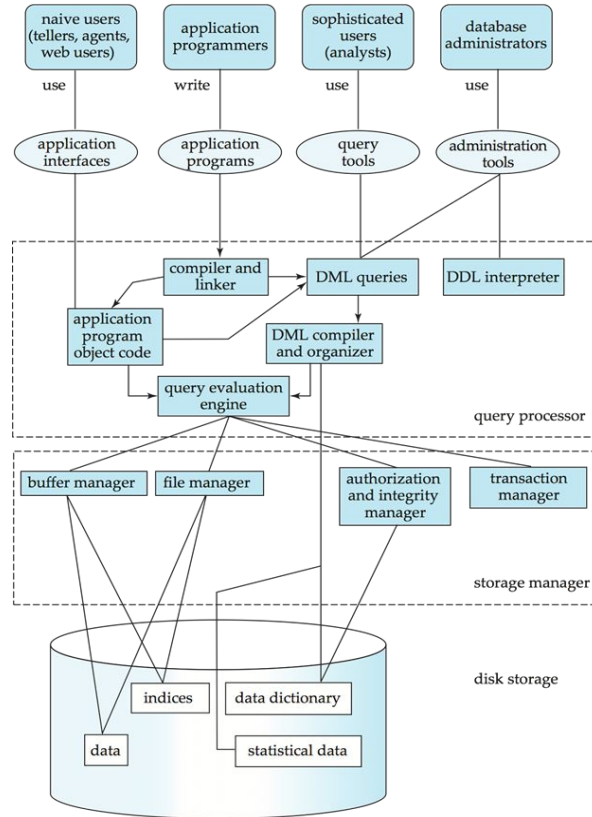 naive users
(tellers, agents,
web users)
application
programmers
sophisticated
users
(analysts)
database
administrators
use
write
use
use
application
interfaces
application
programs
query
tools
administration
tools
compiler and
linker
DML queries
DDL interpreter
application
program
object code
DML compiler
and organizer
query evaluation
engine
query processor
buffer manager
file manager
authorization
and integrity
manager
transaction
manager
storage manager
disk storage
indices
data dictionary
data
statistical data